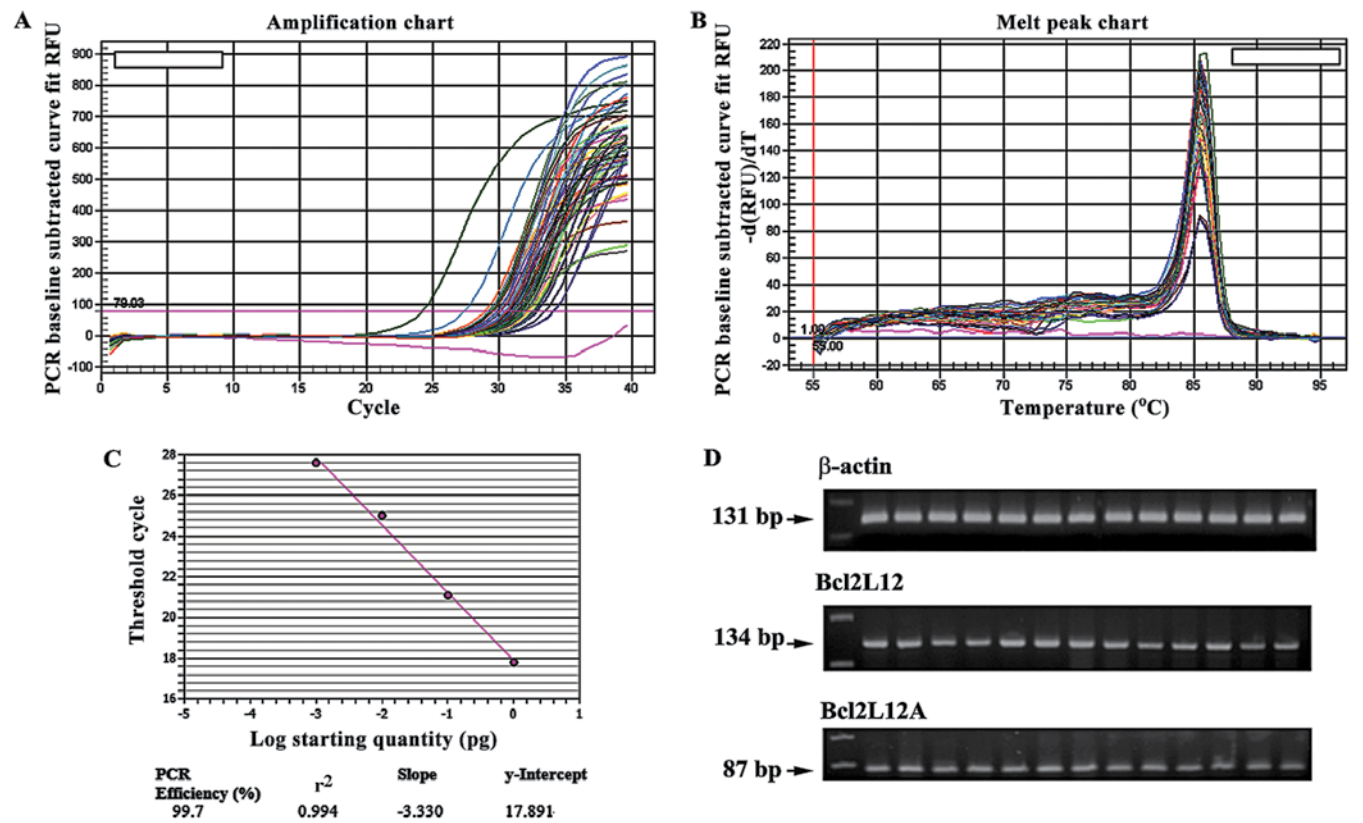 A
Amplification chart
PCR baseline subtracted curve fit RFU
900
800
700
600
500
400
300
200
100
0
-100
79.03
0 5 10 15 20 25 30 35 40
Cycle
B
Melt peak chart
PCR baseline subtracted curve fit RFU
-d(RFU)/dT
220
200
180
160
140
120
100
80
60
40
20
0
-20
1.00
55.00
55 60 65 70 75 80 85 90 95
Temperature (°C)
C
Threshold cycle
28
26
24
22
20
18
16
-5 -4 -3 -2 -1 0 1
Log starting quantity (pg)
PCR Efficiency (%) r² Slope y-Intercept
99.7 0.994 -3.330 17.891
D
β-actin
131 bp
Bcl2L12
134 bp
Bcl2L12A
87 bp